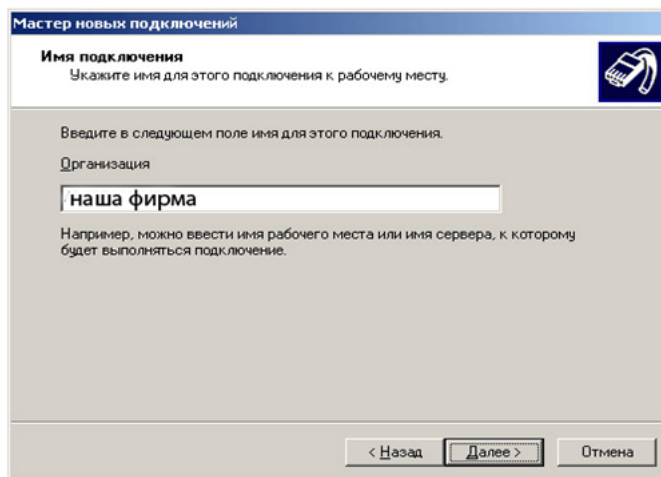 Мастер новых подключений
Имя подключения
Укажите имя для этого подключения к рабочему месту.
Введите в следующем поле имя для этого подключения.
Организация
наша фирма
Например, можно ввести имя рабочего места или имя сервера, к которому
будет выполняться подключение.
< Назад
Далее >
Отмена